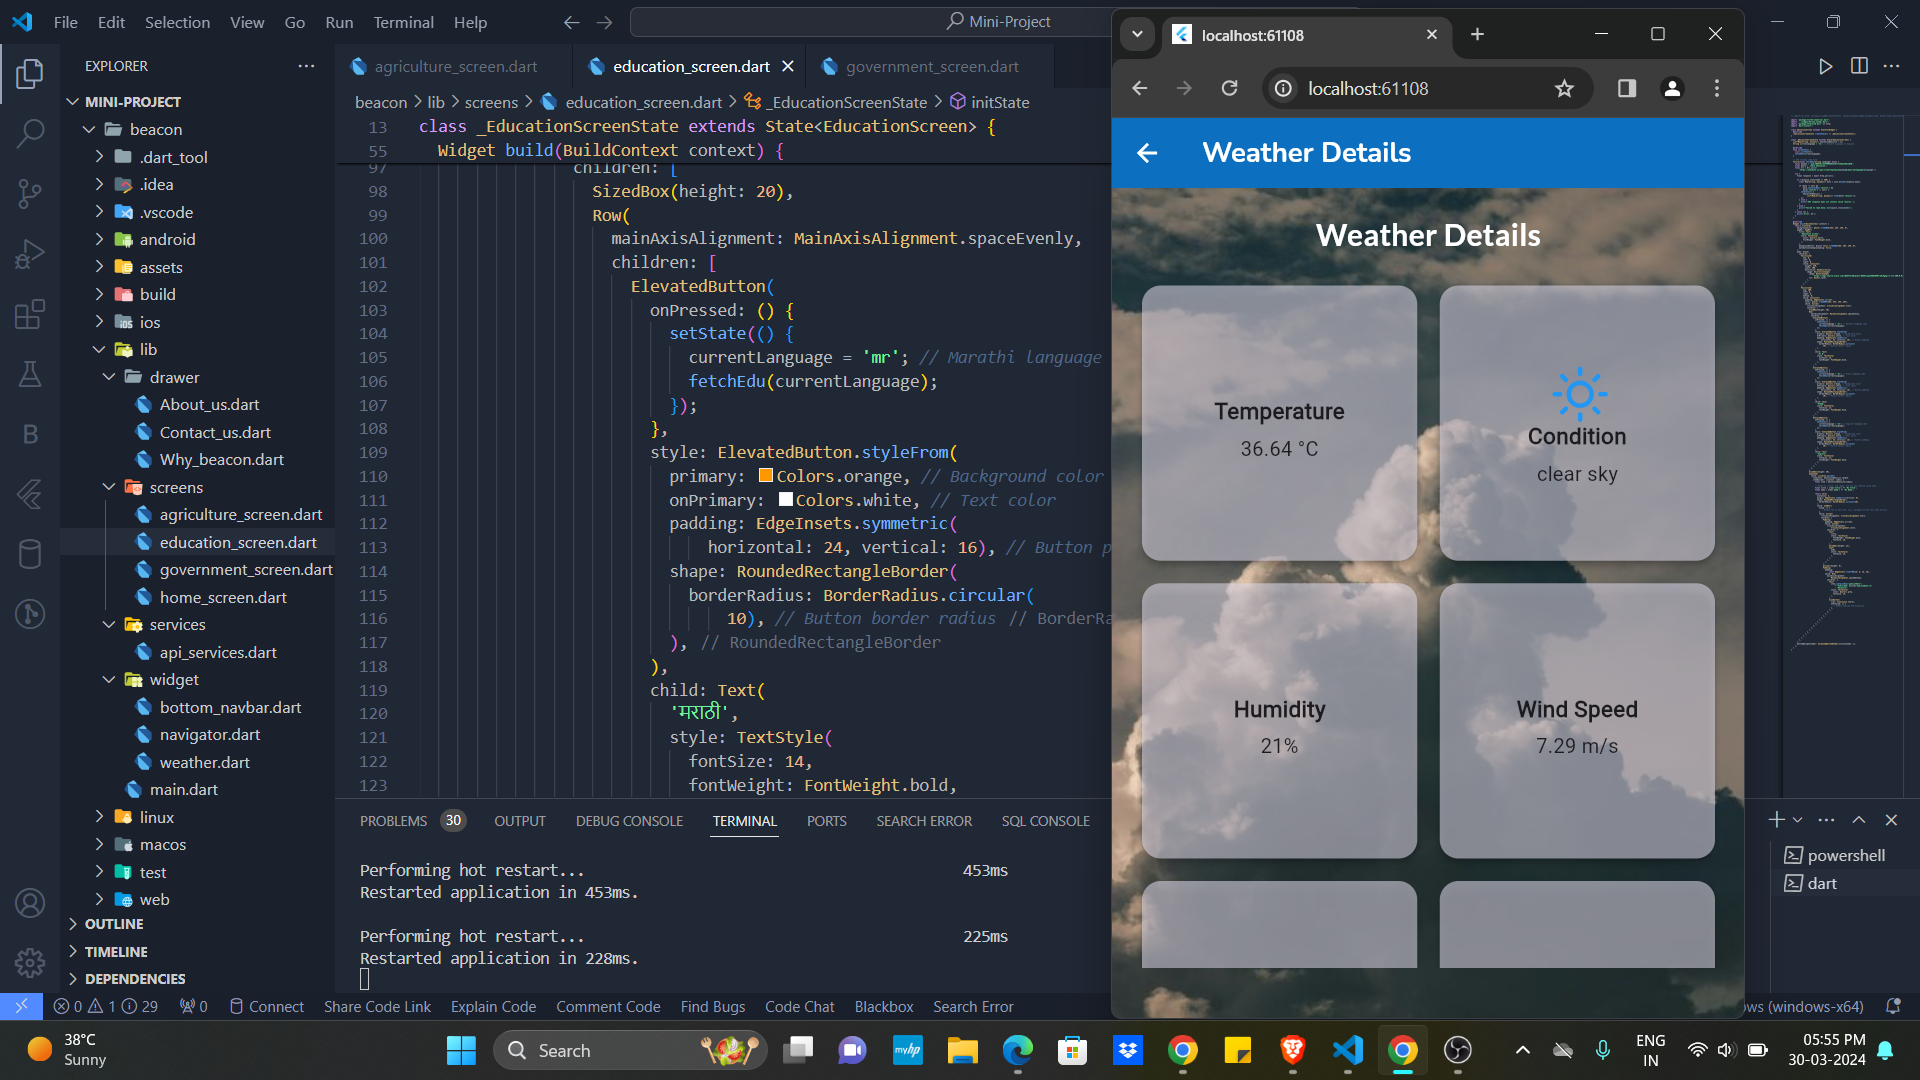 File Edit Selection View Go Run Terminal Help
Mini-Project
EXPLORER
MINI-PROJECT
beacon
.dart_tool
.idea
.vscode
android
assets
build
ios
lib
drawer
About_us.dart
Contact_us.dart
Why_beacon.dart
screens
agriculture_screen.dart
education_screen.dart
government_screen.dart
home_screen.dart
services
api_services.dart
widget
bottom_navbar.dart
navigator.dart
weather.dart
main.dart
linux
macos
test
web
OUTLINE
TIMELINE
DEPENDENCIES
agriculture_screen.dart education_screen.dart government_screen.dart
beacon > lib > screens > education_screen.dart > _EducationScreenState > initState
13 class _EducationScreenState extends State<EducationScreen> {
55 Widget build(BuildContext context) {
97 children: [
98 SizedBox(height: 20),
99 Row(
100 mainAxisAlignment: MainAxisAlignment.spaceEvenly,
101 children: [
102 ElevatedButton(
103 onPressed: () {
104 setState(() {
105 currentLanguage = 'mr'; // Marathi language
106 fetchEdu(currentLanguage);
107 });
108 },
109 style: ElevatedButton.styleFrom(
110 primary: Colors.orange, // Background color
111 onPrimary: Colors.white, // Text color
112 padding: EdgeInsets.symmetric(
113 horizontal: 24, vertical: 16), // Button p
114 shape: RoundedRectangleBorder(
115 borderRadius: BorderRadius.circular(
116 10), // Button border radius // BorderRa
117 ), // RoundedRectangleBorder
118 ),
119 child: Text(
120 'मराठी',
121 style: TextStyle(
122 fontSize: 14,
123 fontWeight: FontWeight.bold,
PROBLEMS 30 OUTPUT DEBUG CONSOLE TERMINAL PORTS SEARCH ERROR SQL CONSOLE
Performing hot restart... 453ms
Restarted application in 453ms.
Performing hot restart... 225ms
Restarted application in 228ms.
powershell
dart
0 1 29 0 Connect Share Code Link Explain Code Comment Code Find Bugs Code Chat Blackbox Search Error
ows (windows-x64)
localhost:61108
localhost:61108
Weather Details
Weather Details
Temperature
36.64 °C
Condition
clear sky
Humidity
21%
Wind Speed
7.29 m/s
38°C
Sunny
Search
myhp
ENG
IN
05:55 PM
30-03-2024